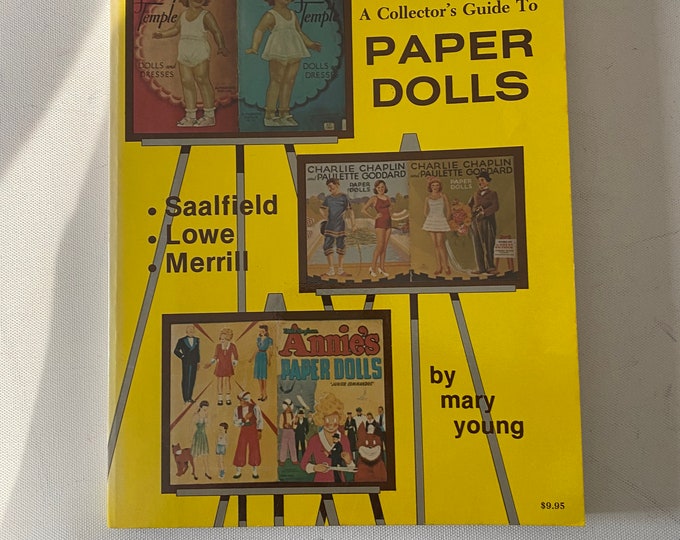 A Collector's Guide To
PAPER
DOLLS
Temple
Temple
DOLLS and
DRESSES
DOLLS and
DRESSES
CHARLIE CHAPLIN
and PAULETTE GODDARD
PAPER
DOLLS
CHARLIE CHAPLIN
and PAULETTE GODDARD
PAPER
DOLLS
• Saalfield
• Lowe
• Merrill
Annie's
PAPER DOLLS
"JUNIOR COMMANDOS"
by
mary
young
$9.95